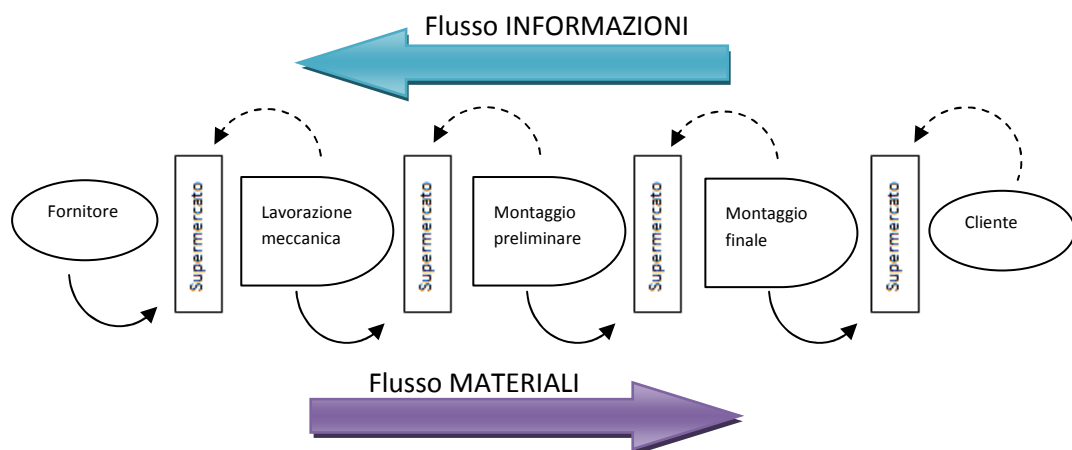 Flusso INFORMAZIONI
Fornitore
Supermercato
Lavorazione
meccanica
Supermercato
Montaggio
preliminare
Supermercato
Montaggio
finale
Supermercato
Cliente
Flusso MATERIALI